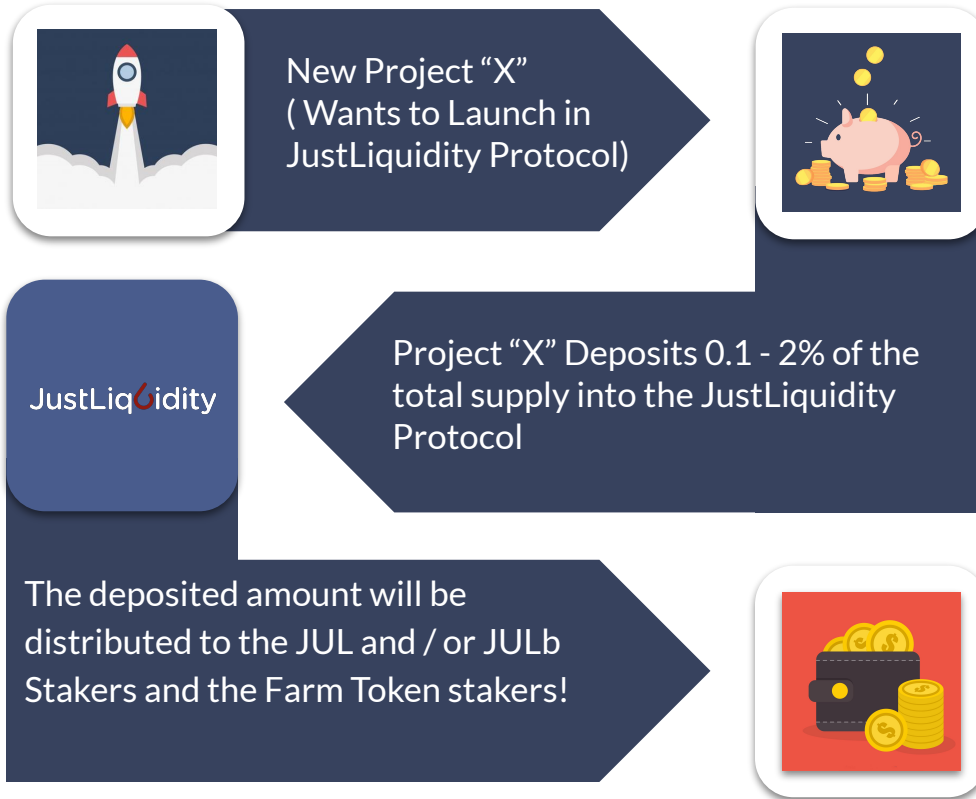 New Project “X”
( Wants to Launch in
JustLiquidity Protocol)
Project “X” Deposits 0.1 - 2% of the
total supply into the JustLiquidity
Protocol
JustLiquidity
The deposited amount will be
distributed to the JUL and / or JULb
Stakers and the Farm Token stakers!